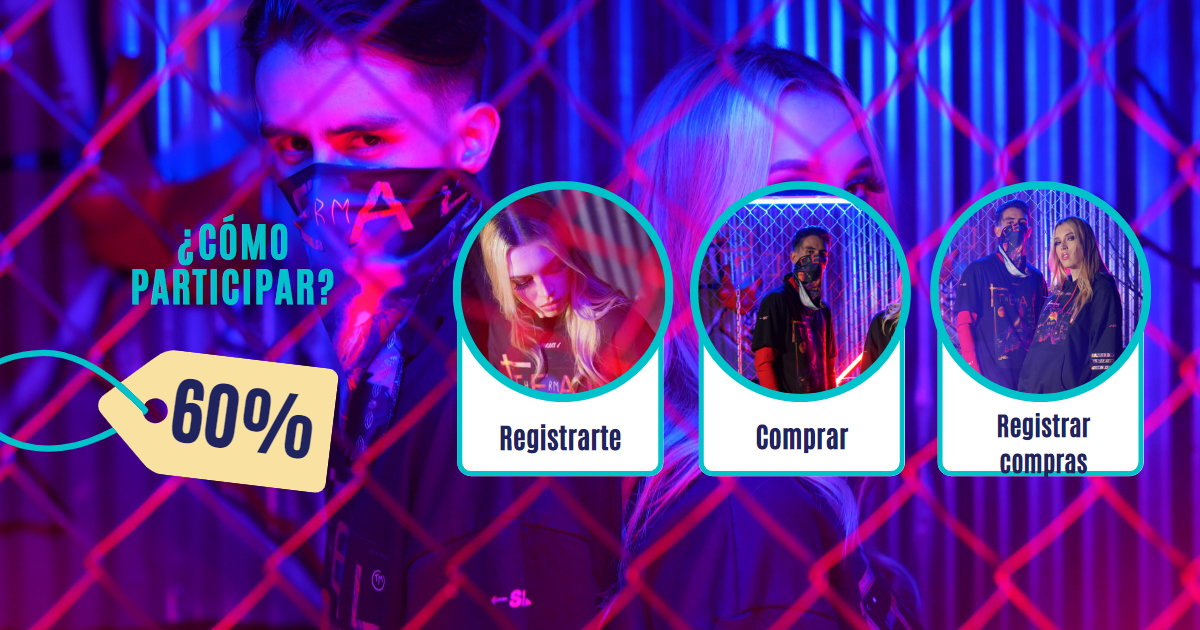 ¿CÓMO
PARTICIPAR?
60%
Registrarte
Comprar
Registrar
compras